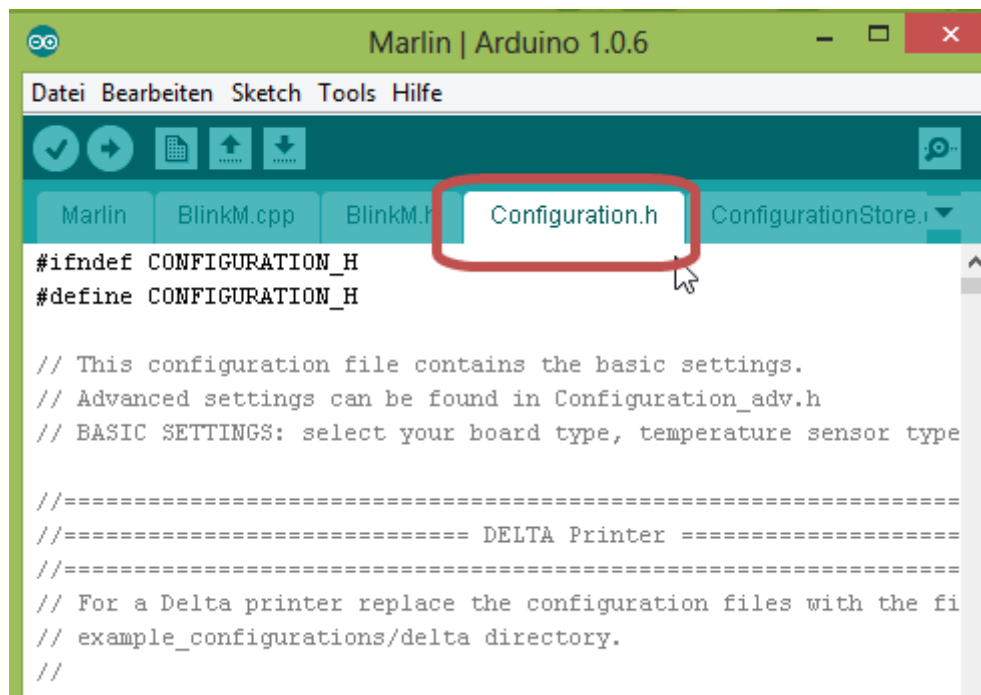 Marlin | Arduino 1.0.6
Datei Bearbeiten Sketch Tools Hilfe
Marlin BlinkM.cpp BlinkM.h Configuration.h ConfigurationStore.
#ifndef CONFIGURATION_H
#define CONFIGURATION_H
// This configuration file contains the basic settings.
// Advanced settings can be found in Configuration_adv.h
// BASIC SETTINGS: select your board type, temperature sensor type
//================================================================
//============================= DELTA Printer ====================
//================================================================
// For a Delta printer replace the configuration files with the fi
// example_configurations/delta directory.
//